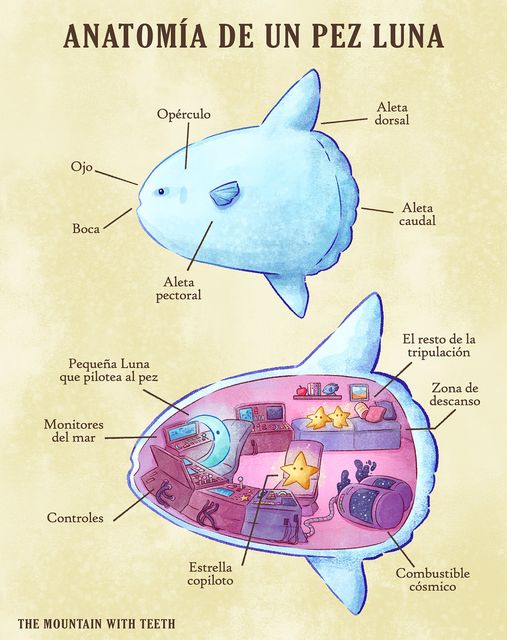 ANATOMÍA DE UN PEZ LUNA
Opérculo
Aleta
dorsal
Ojo
Boca
Aleta
caudal
Aleta
pectoral
El resto de la
tripulación
Pequeña Luna
que pilotea al pez
Zona de
descanso
Monitores
del mar
Controles
Estrella
copiloto
Combustible
cósmico
THE MOUNTAIN WITH TEETH